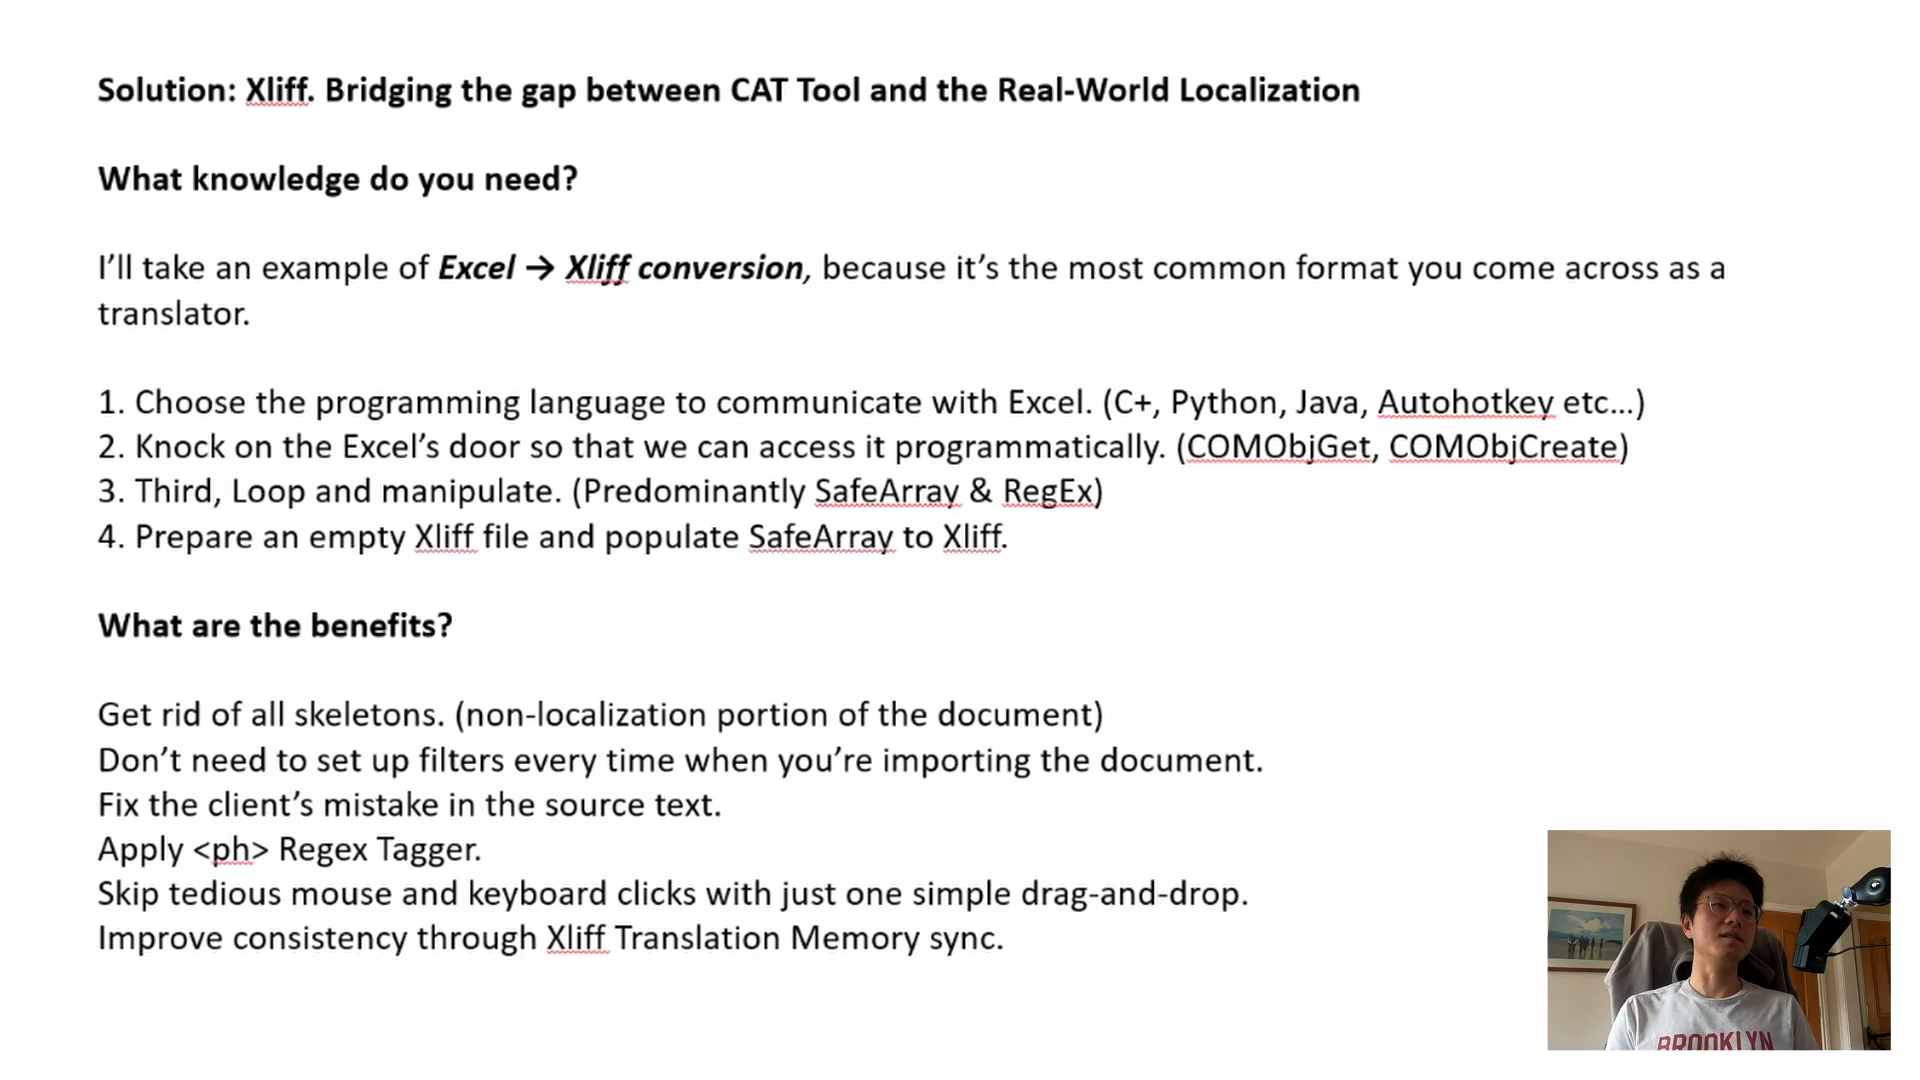 Solution: Xliff. Bridging the gap between CAT Tool and the Real-World Localization
What knowledge do you need?
I’ll take an example of Excel → Xliff conversion, because it’s the most common format you come across as a
translator.
1. Choose the programming language to communicate with Excel. (C+, Python, Java, Autohotkey etc…)
2. Knock on the Excel’s door so that we can access it programmatically. (COMObjGet, COMObjCreate)
3. Third, Loop and manipulate. (Predominantly SafeArray & RegEx)
4. Prepare an empty Xliff file and populate SafeArray to Xliff.
What are the benefits?
Get rid of all skeletons. (non-localization portion of the document)
Don’t need to set up filters every time when you’re importing the document.
Fix the client’s mistake in the source text.
Apply <ph> Regex Tagger.
Skip tedious mouse and keyboard clicks with just one simple drag-and-drop.
Improve consistency through Xliff Translation Memory sync.
BROOKLYN